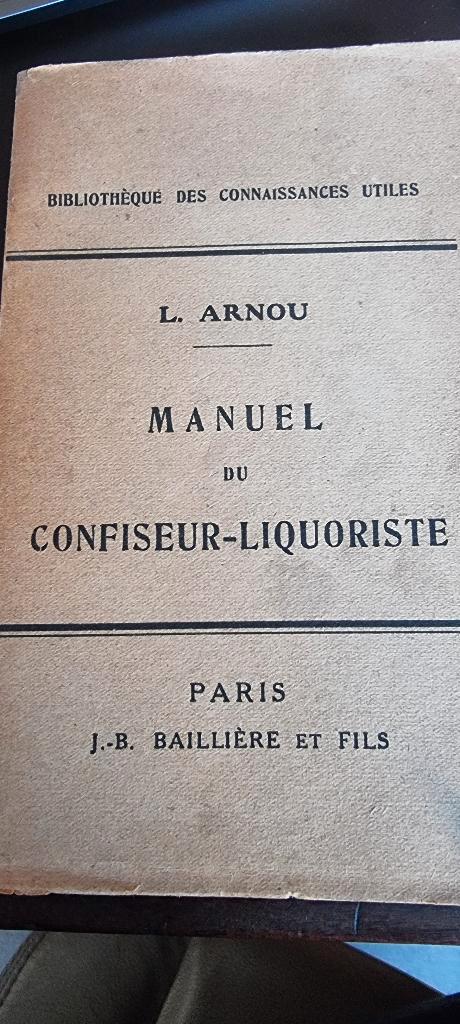 BIBLIOTHÈQUE DES CONNAISSANCES UTILES
L. ARNOU
MANUEL
DU
CONFISEUR-LIQUORISTE
PARIS
J.-B. BAILLIÈRE ET FILS